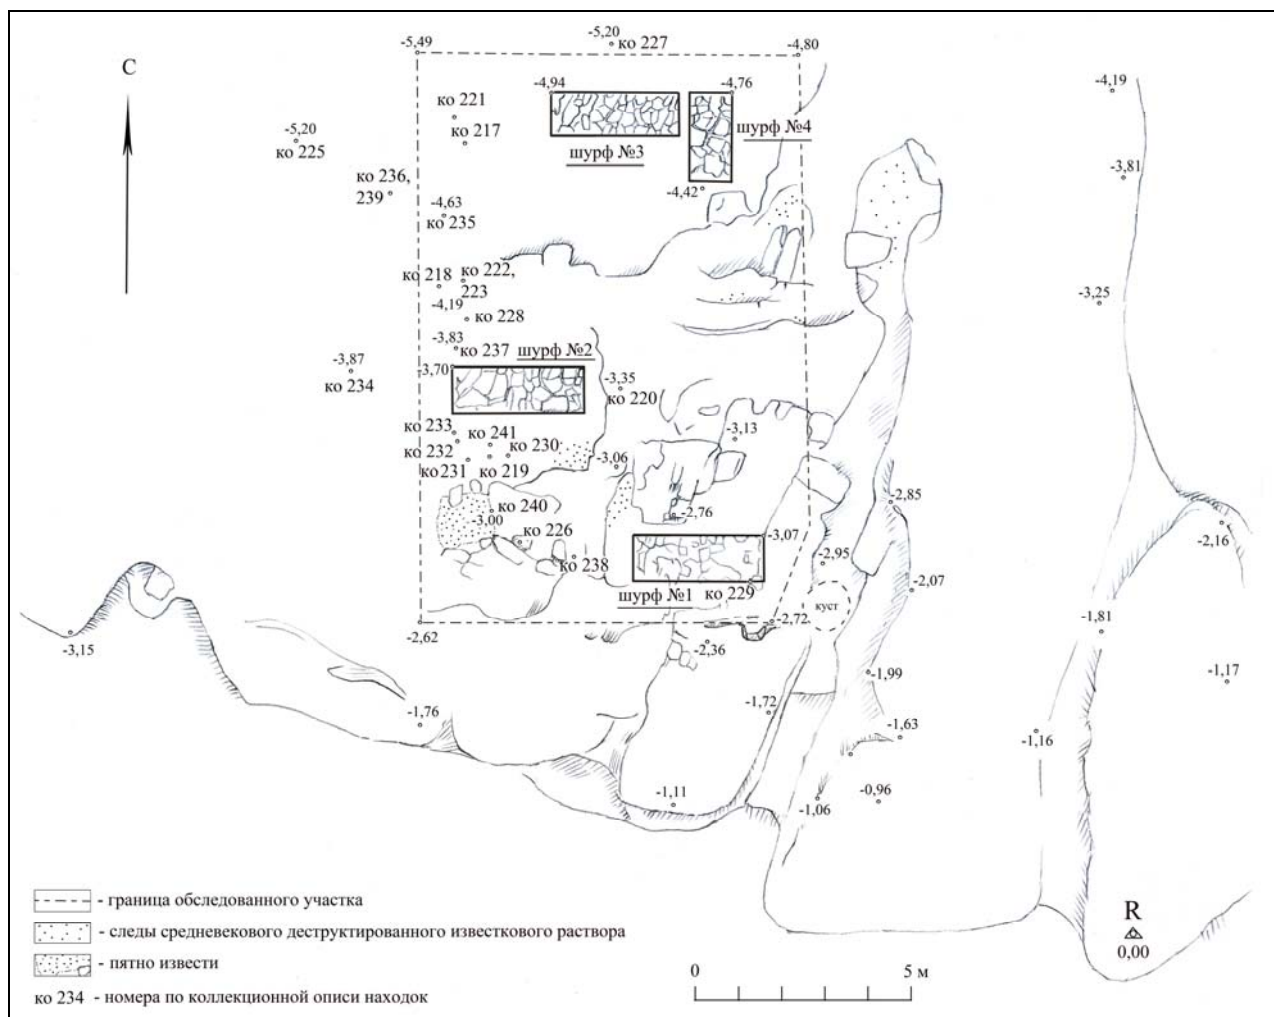 -5,20
ко 227
-5,49
-4,80
С
-4,94
-4,76
-4,19
ко 221
ко 217
шурф №4
-5,20
ко 225
шурф №3
-3,81
ко 236,
239
-4,42
-4,63
ко 235
ко 218
ко 222,
223
-4,19
ко 228
-3,25
-3,83
ко 237
шурф №2
-3,87
ко 234
-3,70
-3,35
ко 220
ко 233
ко 241
ко 232
ко 230
-3,13
ко 231
ко 219
-3,06
-2,85
ко 240
-3,00
-2,76
ко 226
-3,07
-2,16
ко 238
-2,95
ко 229
-2,07
шурф №1
куст
-2,62
-2,72
-1,81
-3,15
-2,36
-1,99
-1,17
-1,76
-1,72
-1,63
-1,16
-1,11
-1,06
-0,96
- граница обследованного участка
- следы средневекового деструктированного известкового раствора
- пятно извести
ко 234 - номера по коллекционной описи находок
0
5 м
R
0,00